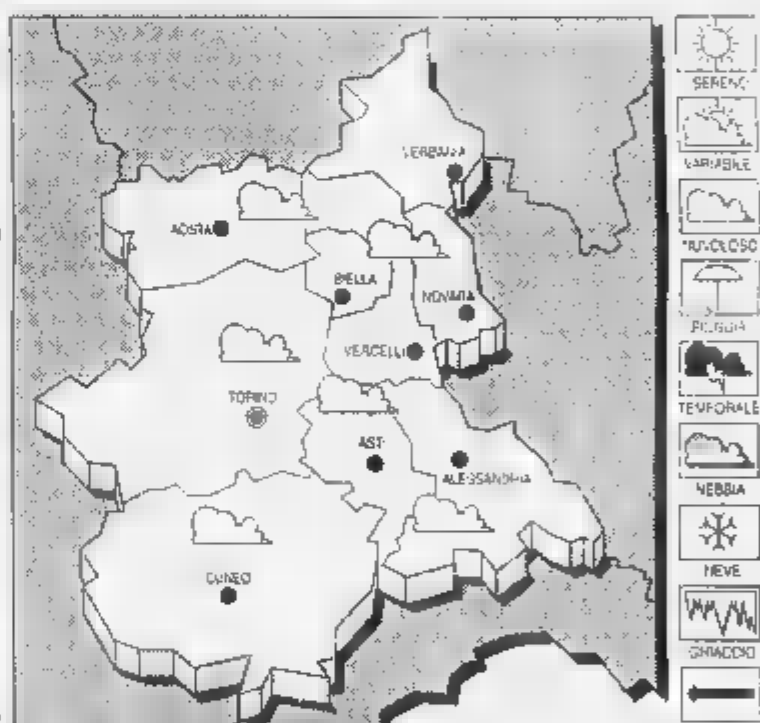 VERBANIA
AOSTA
BIELLA
NOVARA
VERCELLI
TORINO
ASTI
ALESSANDRIA
CUNEO
SERENO
VARIABILE
NUVOLOSO
PIOGGIA
TEMPORALE
NEBBIA
NEVE
GHIACCIO